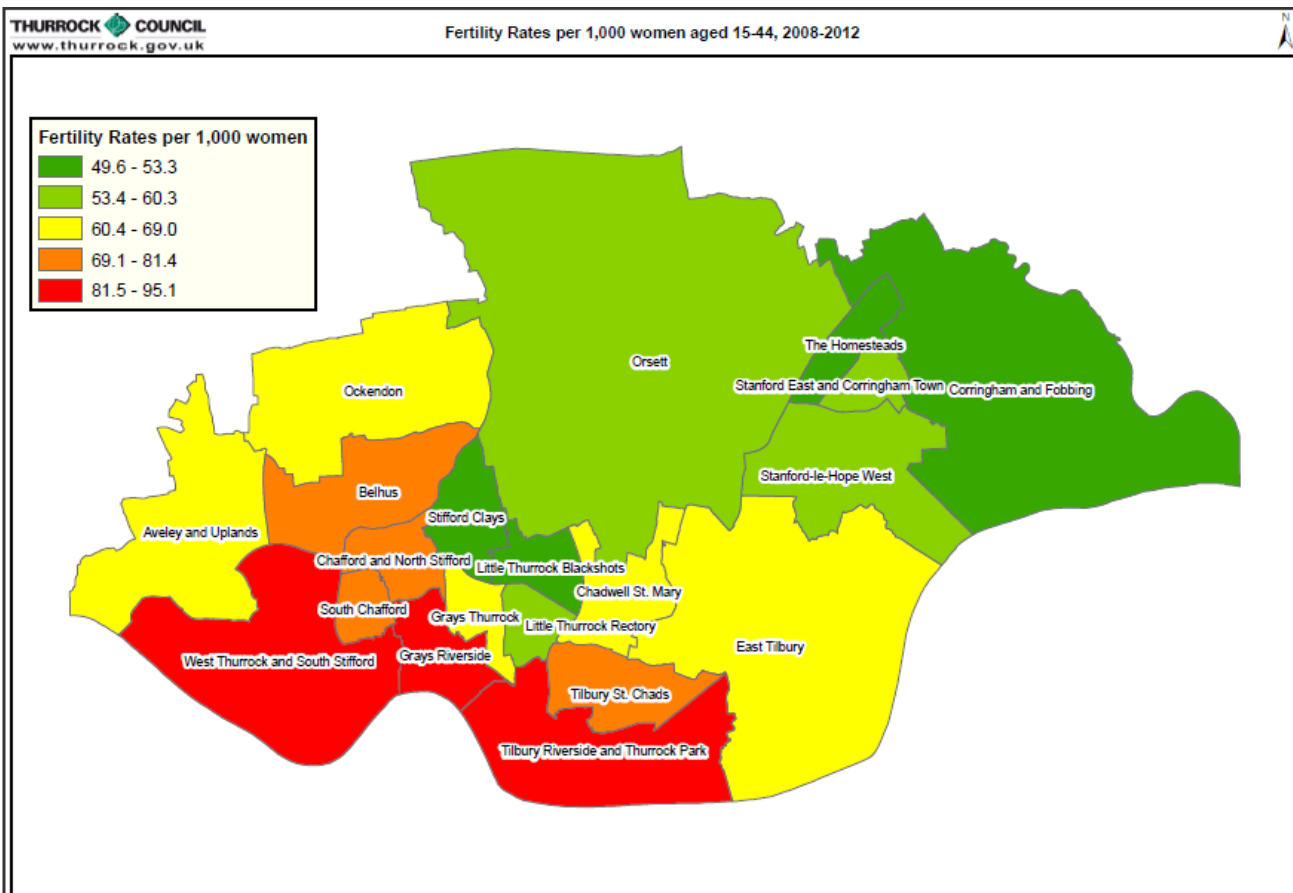 THURROCK COUNCIL
www.thurrock.gov.uk
Fertility Rates per 1,000 women aged 15-44, 2008-2012
N
Fertility Rates per 1,000 women
49.6 - 53.3
53.4 - 60.3
60.4 - 69.0
69.1 - 81.4
81.5 - 95.1
The Homesteads
Orsett
Stanford East and Corringham Town
Corringham and Fobbing
Ockendon
Stanford-le-Hope West
Belhus
Stifford Clays
Aveley and Uplands
Chafford and North Stifford
Little Thurrock Blackshots
Chadwell St. Mary
South Chafford
Grays Thurrock
Little Thurrock Rectory
East Tilbury
West Thurrock and South Stifford
Grays Riverside
Tilbury St. Chads
Tilbury Riverside and Thurrock Park